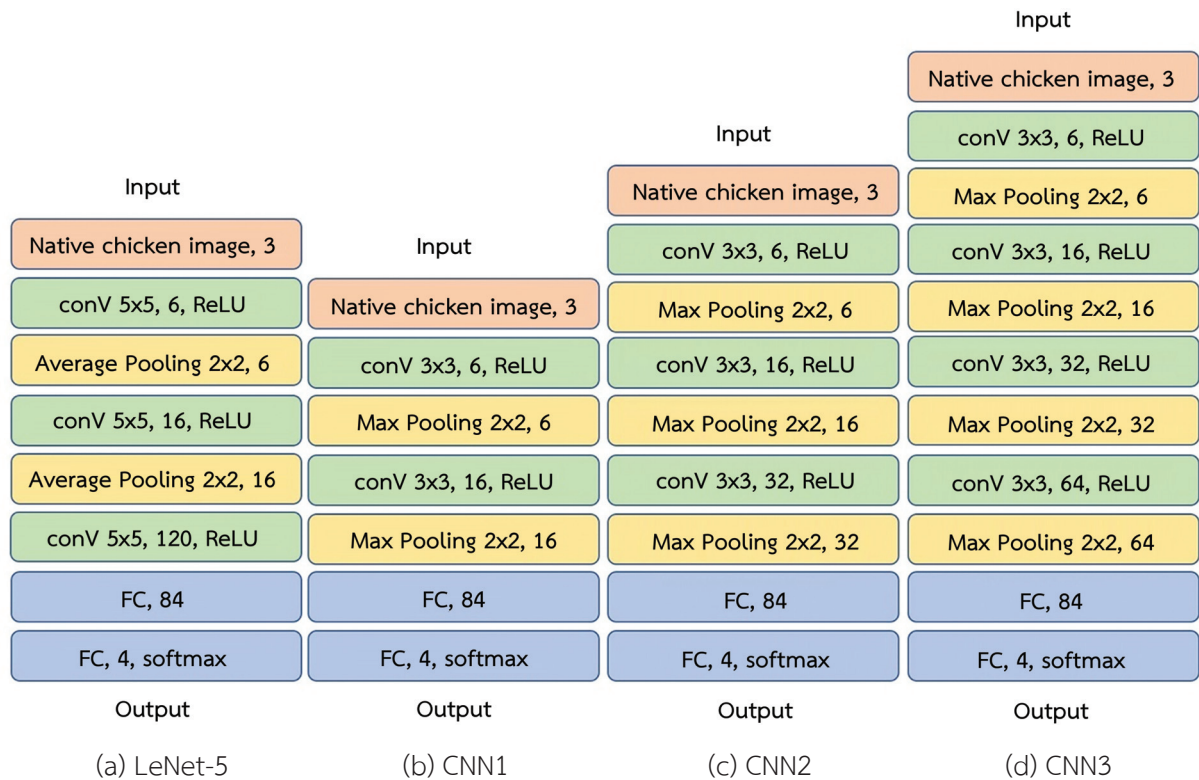 Input
Native chicken image, 3
conV 5x5, 6, ReLU
Average Pooling 2x2, 6
conV 5x5, 16, ReLU
Average Pooling 2x2, 16
conV 5x5, 120, ReLU
FC, 84
FC, 4, softmax
Output
(a) LeNet-5
Input
Native chicken image, 3
conV 3x3, 6, ReLU
Max Pooling 2x2, 6
conV 3x3, 16, ReLU
Max Pooling 2x2, 16
FC, 84
FC, 4, softmax
Output
(b) CNN1
Input
Native chicken image, 3
conV 3x3, 6, ReLU
Max Pooling 2x2, 6
conV 3x3, 16, ReLU
Max Pooling 2x2, 16
conV 3x3, 32, ReLU
Max Pooling 2x2, 32
FC, 84
FC, 4, softmax
Output
(c) CNN2
Input
Native chicken image, 3
conV 3x3, 6, ReLU
Max Pooling 2x2, 6
conV 3x3, 16, ReLU
Max Pooling 2x2, 16
conV 3x3, 32, ReLU
Max Pooling 2x2, 32
conV 3x3, 64, ReLU
Max Pooling 2x2, 64
FC, 84
FC, 4, softmax
Output
(d) CNN3